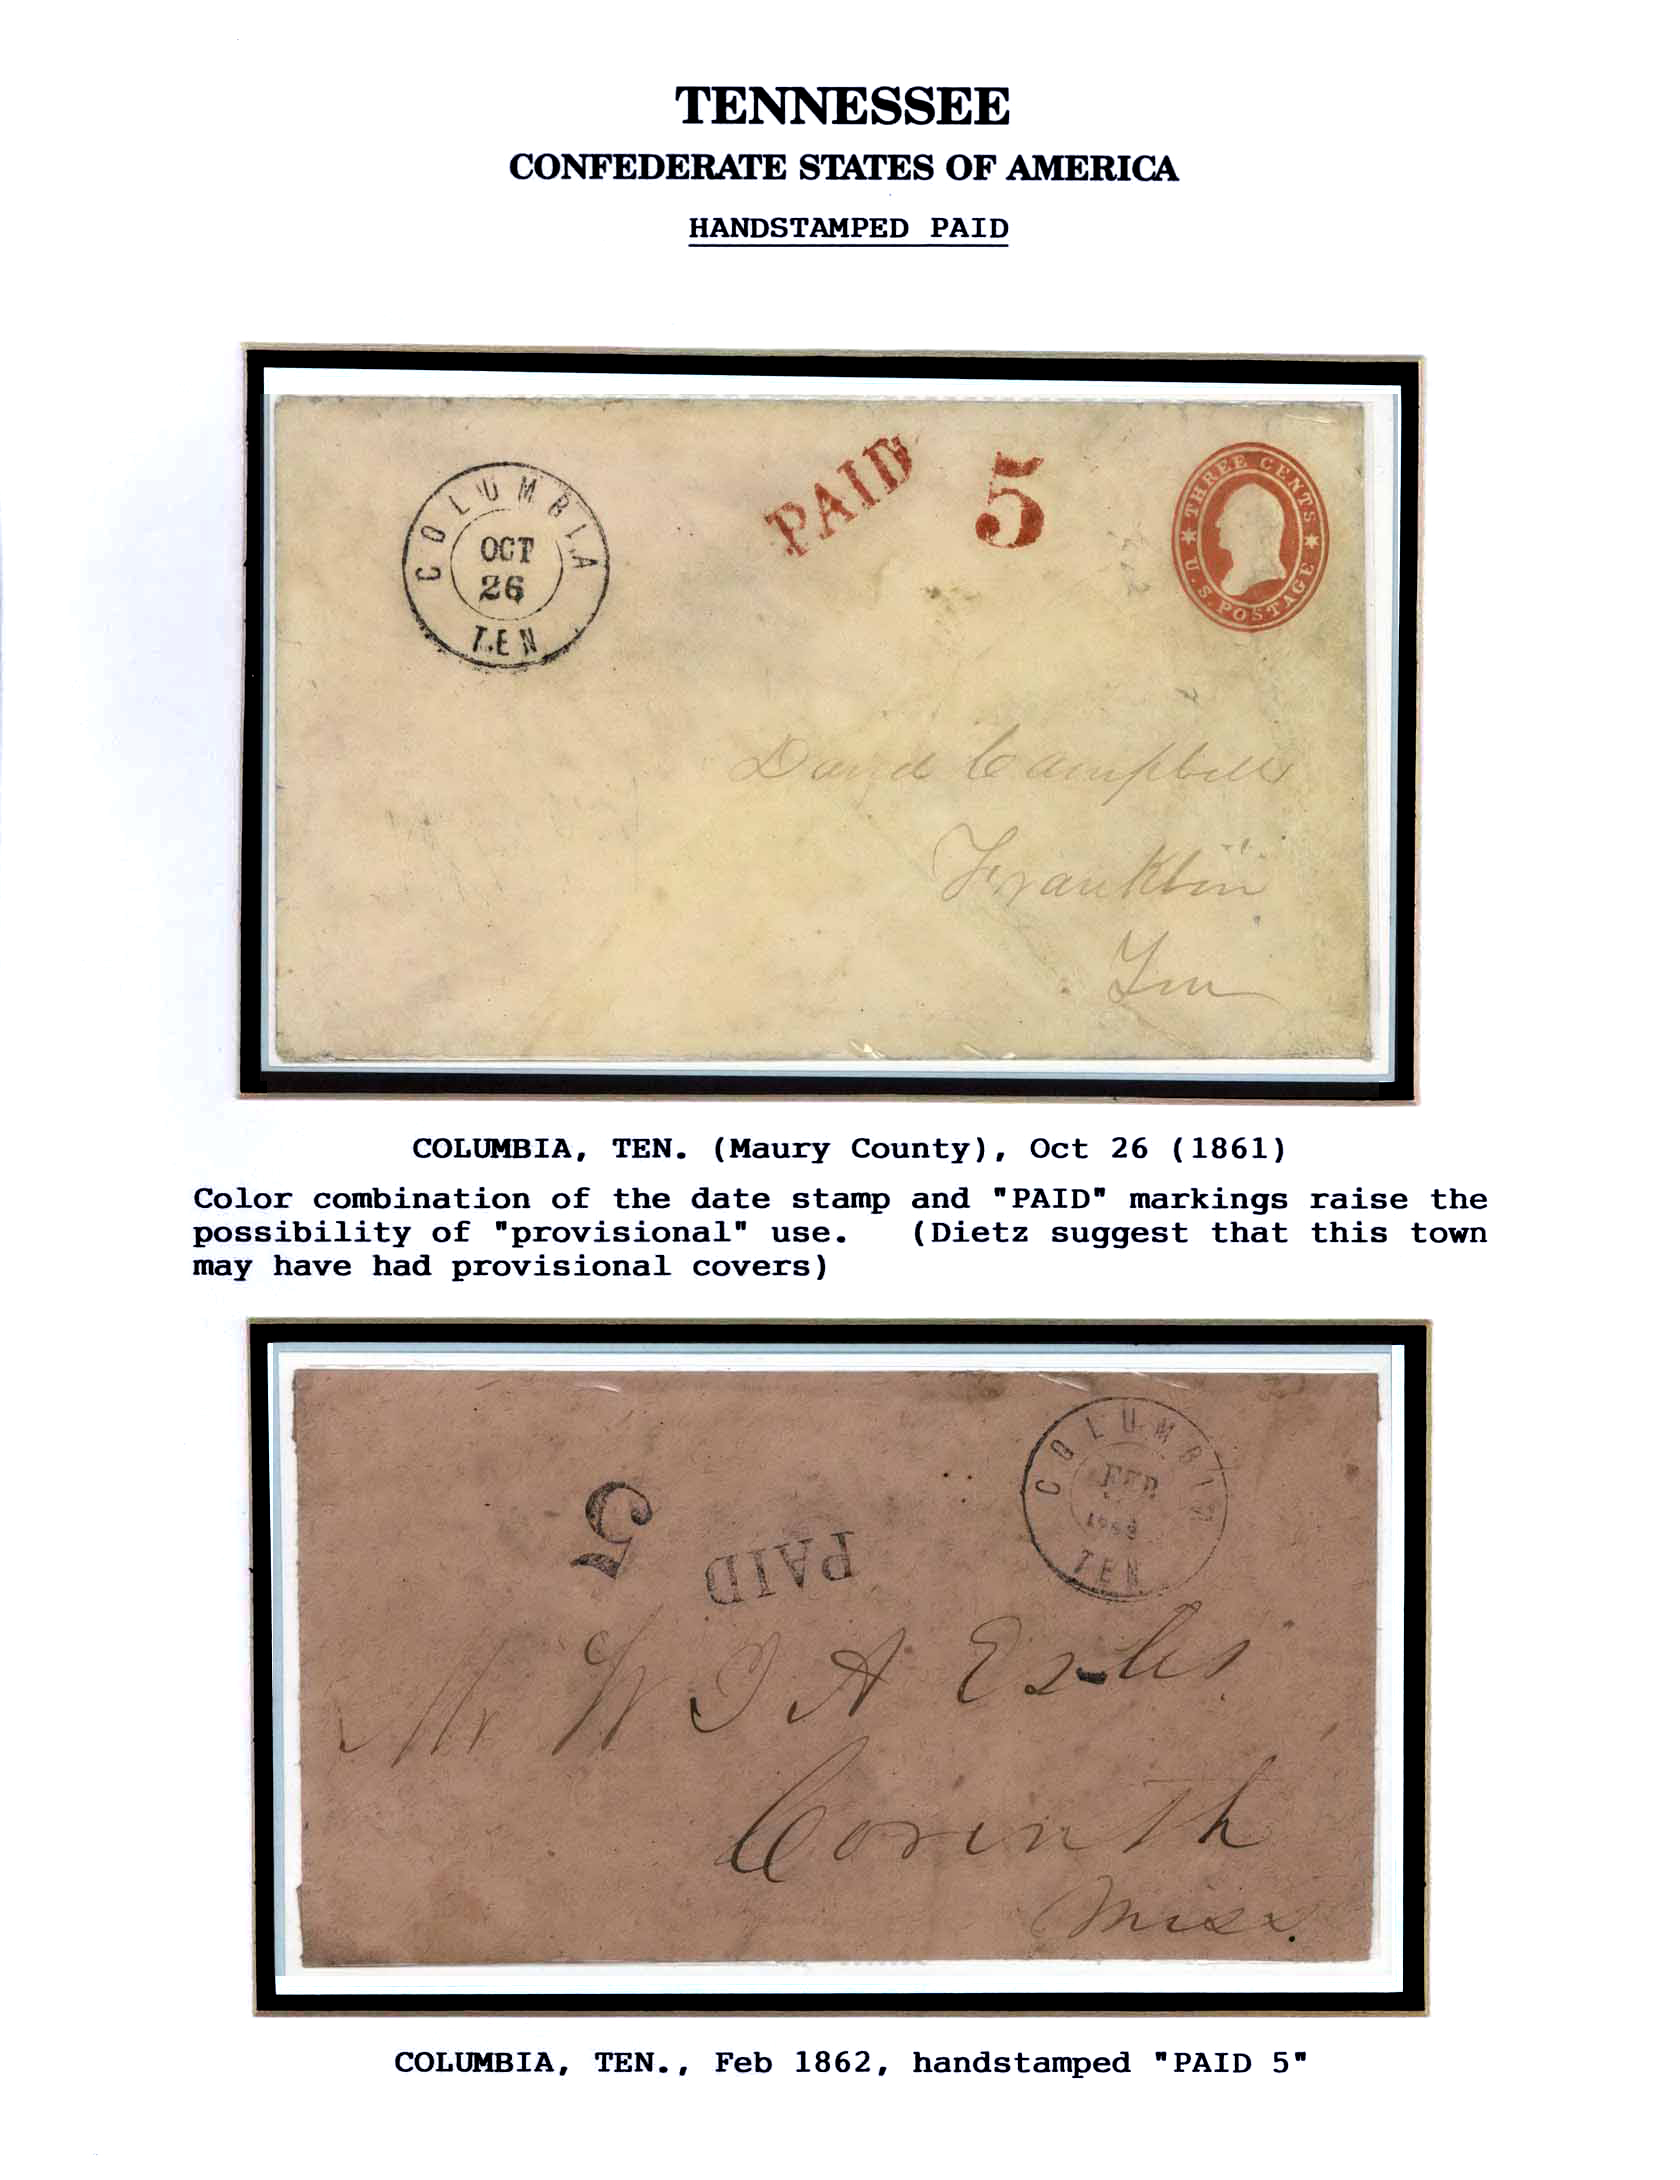 TENNESSEE
CONFEDERATE STATES OF AMERICA
HANDSTAMPED PAID
COLUMBIA
OCT
26
TEN
PAID 5
THREE CENTS
U.S. POSTAGE
David Campbell
Franklin
Ten
COLUMBIA, TEN. (Maury County), Oct 26 (1861)
Color combination of the date stamp and "PAID" markings raise the
possibility of "provisional" use. (Dietz suggest that this town
may have had provisional covers)
COLUMBIA
FEB
TEN
5
PAID
Mr W
Corinth
Miss.
COLUMBIA, TEN., Feb 1862, handstamped "PAID 5"